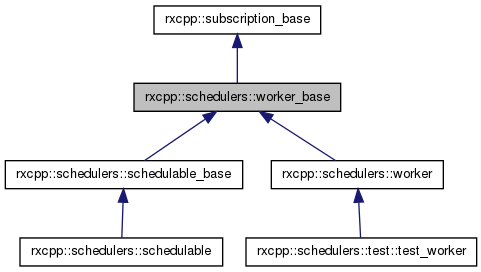 rxcpp::subscription_base
rxcpp::schedulers::worker_base
rxcpp::schedulers::schedulable_base
rxcpp::schedulers::worker
rxcpp::schedulers::schedulable
rxcpp::schedulers::test::test_worker